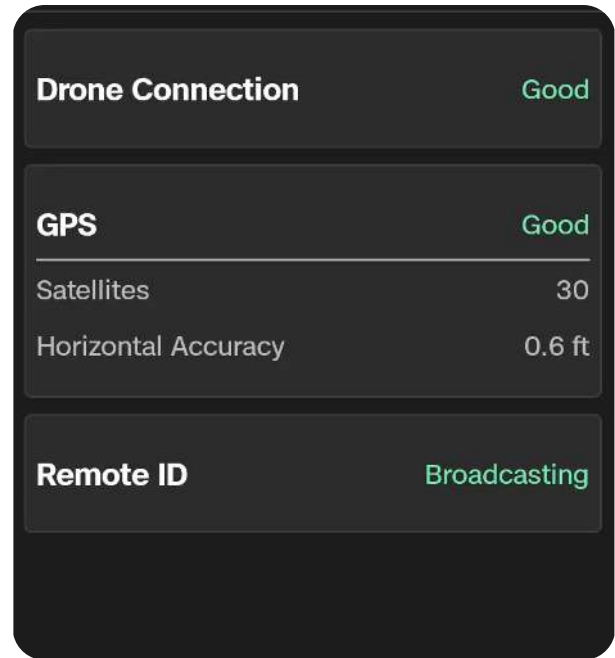 Drone Connection Good
GPS Good
Satellites 30
Horizontal Accuracy 0.6 ft
Remote ID Broadcasting